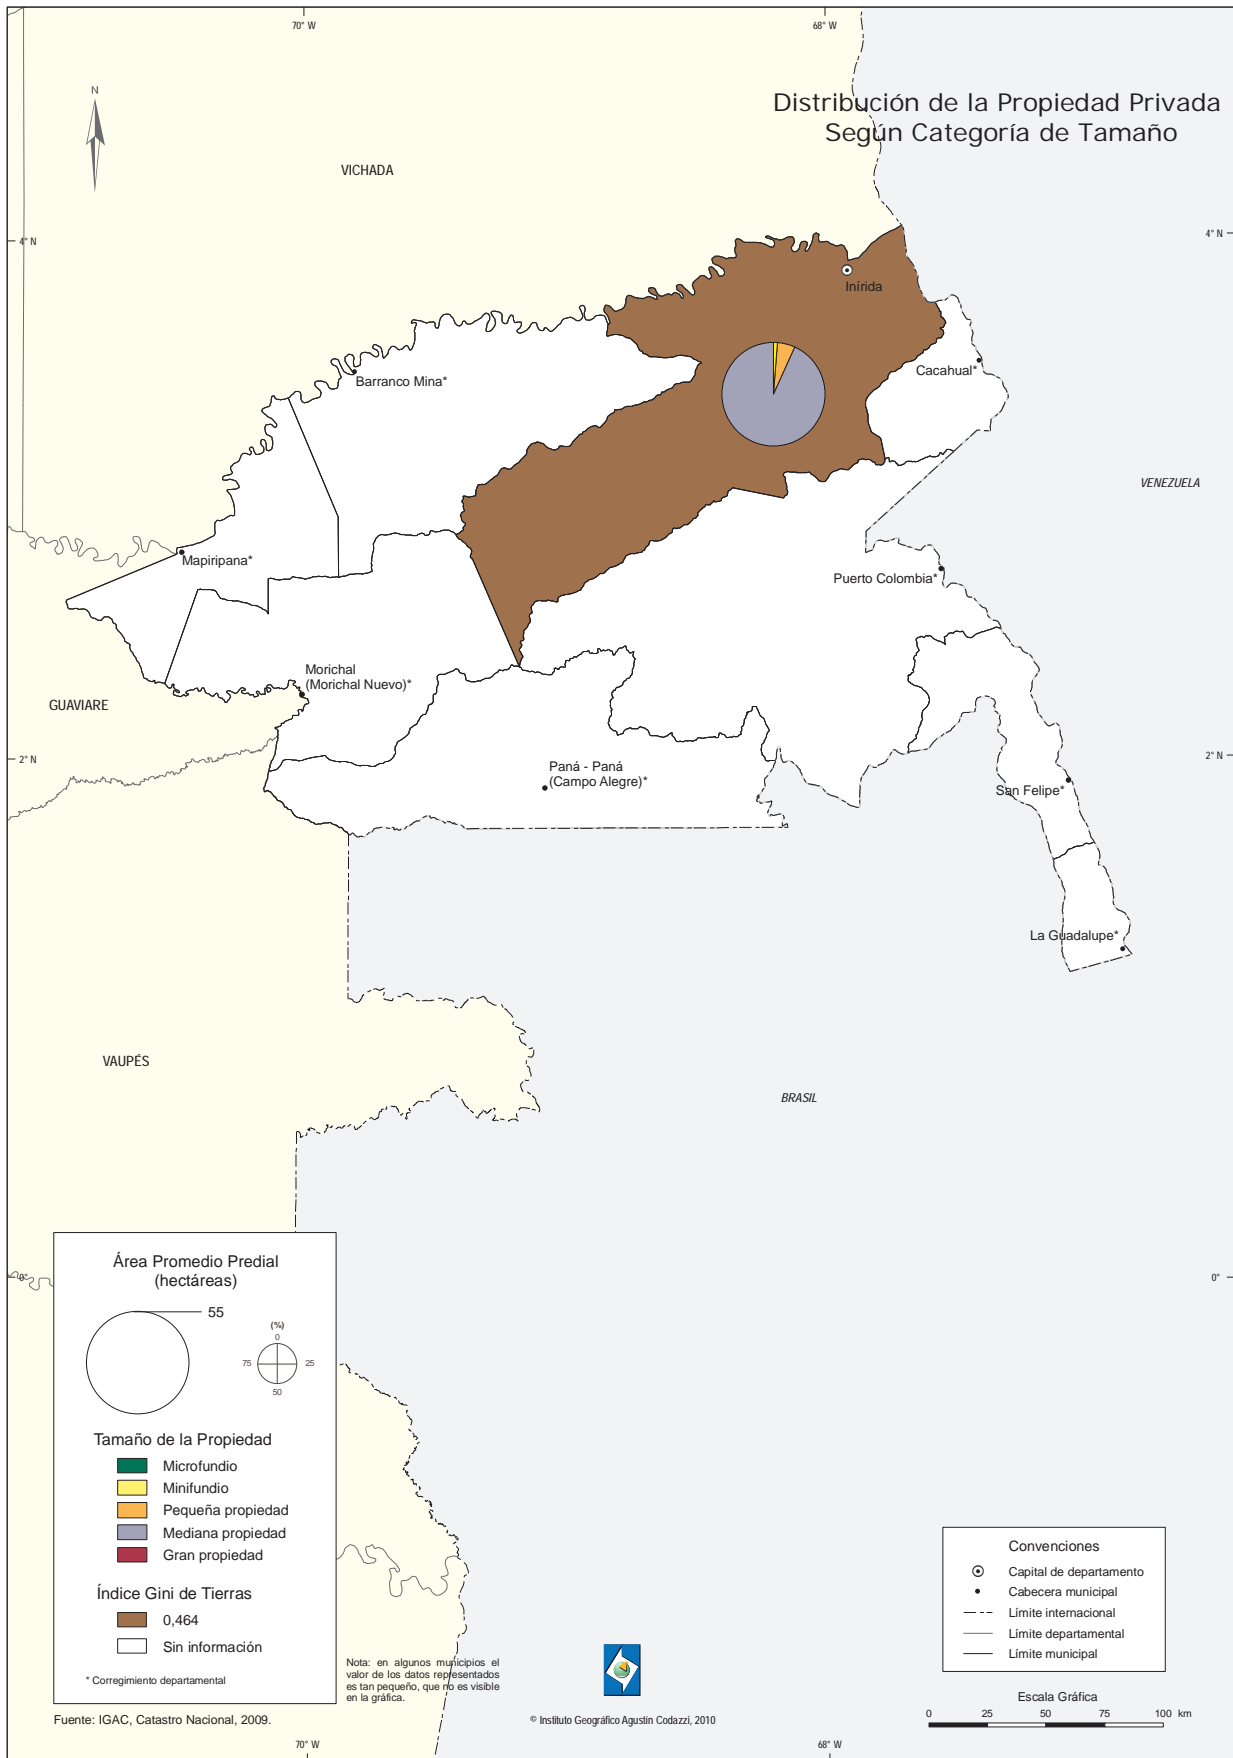 70° W
68° W
Distribución de la Propiedad Privada
Según Categoría de Tamaño
N
VICHADA
4° N
4° N
Inírida
Barranco Mina*
Cacahual*
VENEZUELA
Mapiripana*
Puerto Colombia*
Morichal
(Morichal Nuevo)*
GUAVIARE
2° N
2° N
Paná - Paná
(Campo Alegre)*
San Felipe*
La Guadalupe*
VAUPÉS
BRASIL
0°
0°
Área Promedio Predial
(hectáreas)
55
(%)
0
75
25
50
Tamaño de la Propiedad
Microfundio
Minifundio
Pequeña propiedad
Mediana propiedad
Gran propiedad
Índice Gini de Tierras
0,464
Sin información
* Corregimiento departamental
Nota: en algunos municipios el
valor de los datos representados
es tan pequeño, que no es visible
en la gráfica.
Convenciones
Capital de departamento
Cabecera municipal
Límite internacional
Límite departamental
Límite municipal
Escala Gráfica
0 25 50 75 100 km
Fuente: IGAC, Catastro Nacional, 2009.
© Instituto Geográfico Agustín Codazzi, 2010
70° W
68° W